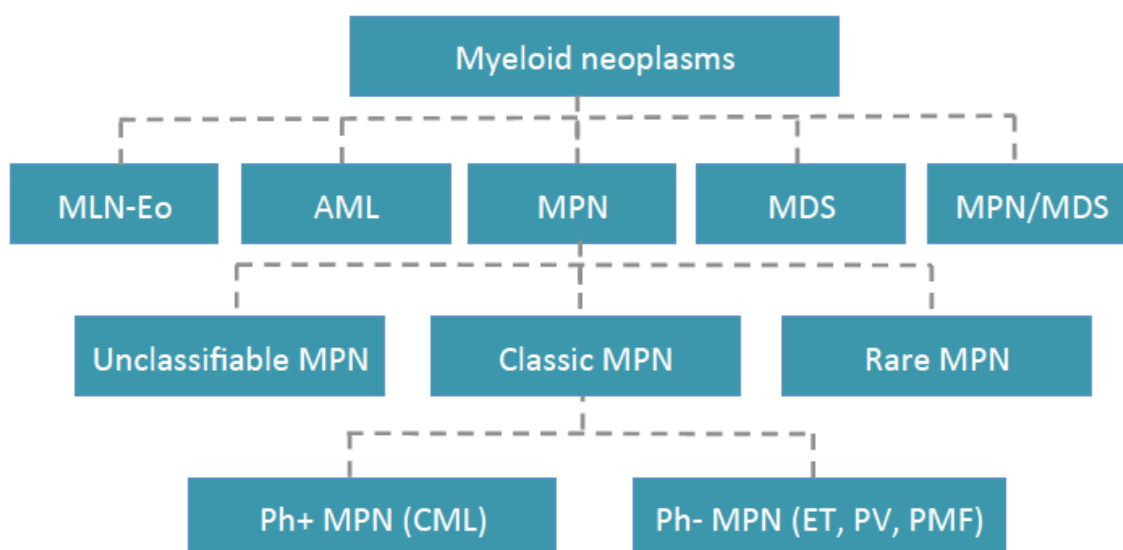 Myeloid neoplasms
MLN-Eo
AML
MPN
MDS
MPN/MDS
Unclassifiable MPN
Classic MPN
Rare MPN
Ph+ MPN (CML)
Ph- MPN (ET, PV, PMF)